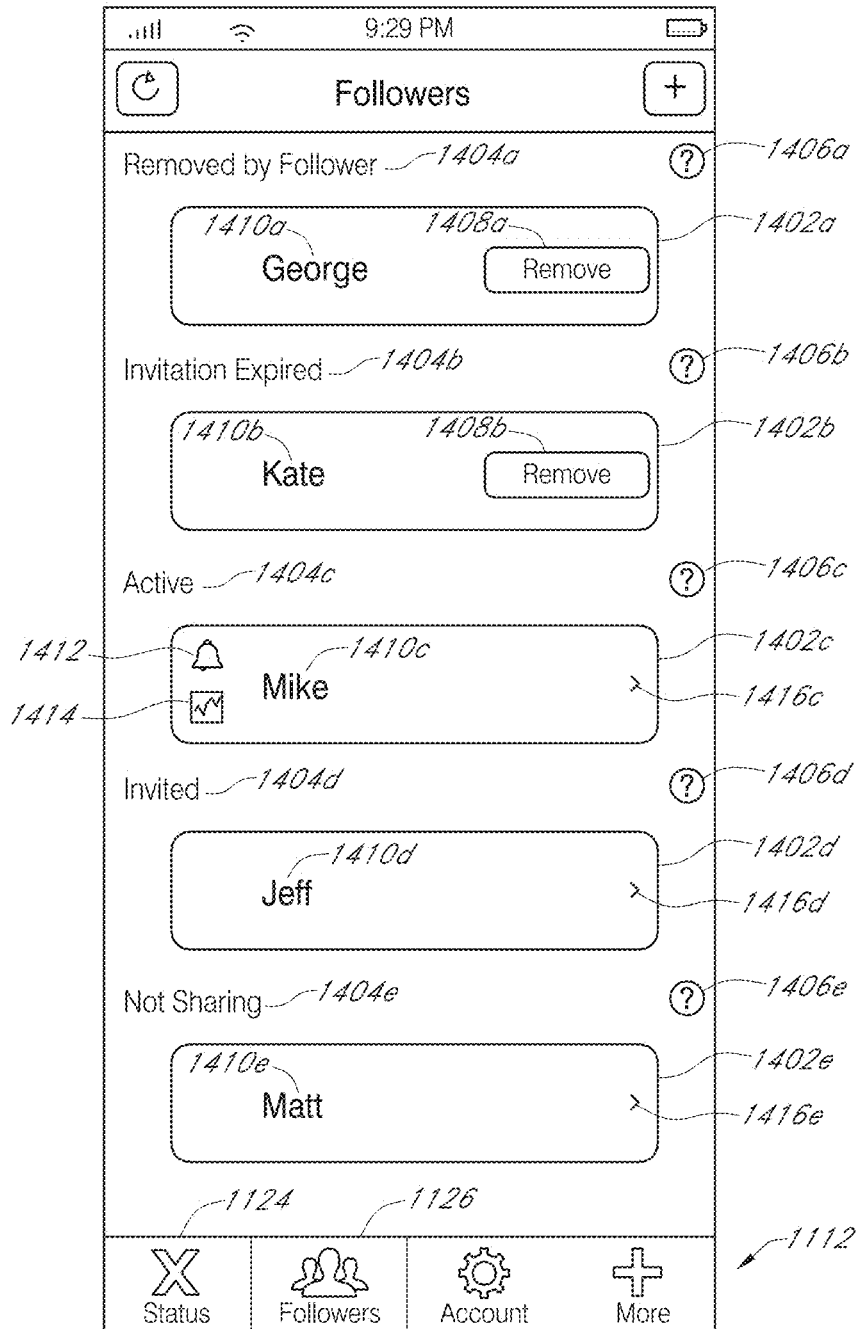 9:29 PM
Followers +
Removed by Follower 1404a ? 1406a
1410a 1408a 1402a
George Remove
Invitation Expired 1404b ? 1406b
1410b 1408b 1402b
Kate Remove
Active 1404c ? 1406c
1412 1410c 1402c
Mike > 1416c
1414
Invited 1404d ? 1406d
1410d 1402d
Jeff > 1416d
Not Sharing 1404e ? 1406e
1410e 1402e
Matt > 1416e
1124 1126
1112
Status Followers Account More